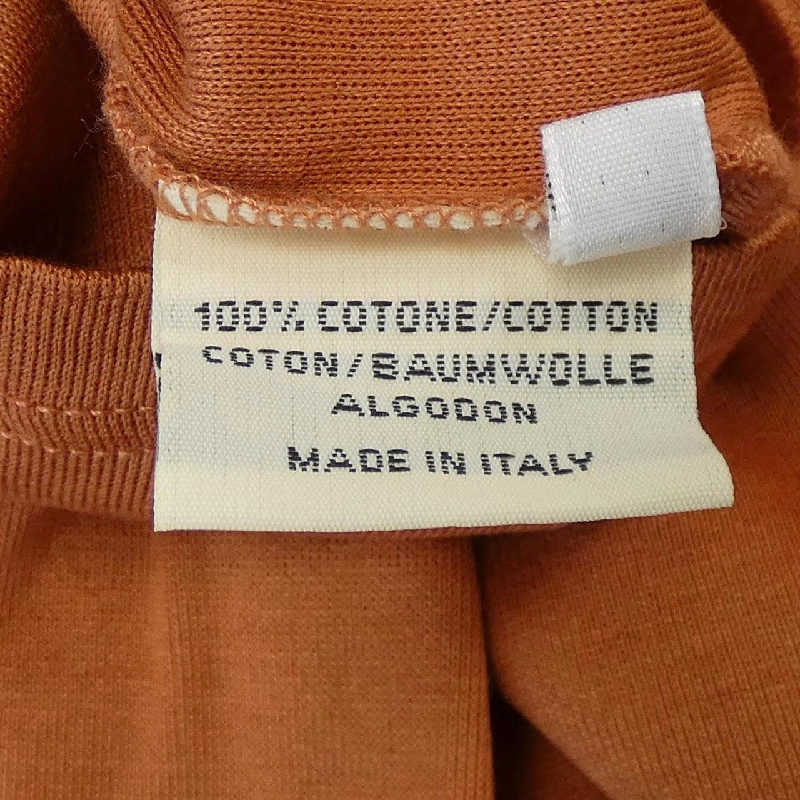 100% COTONE/COTTON
COTON/BAUMWOLLE
ALGODON
MADE IN ITALY